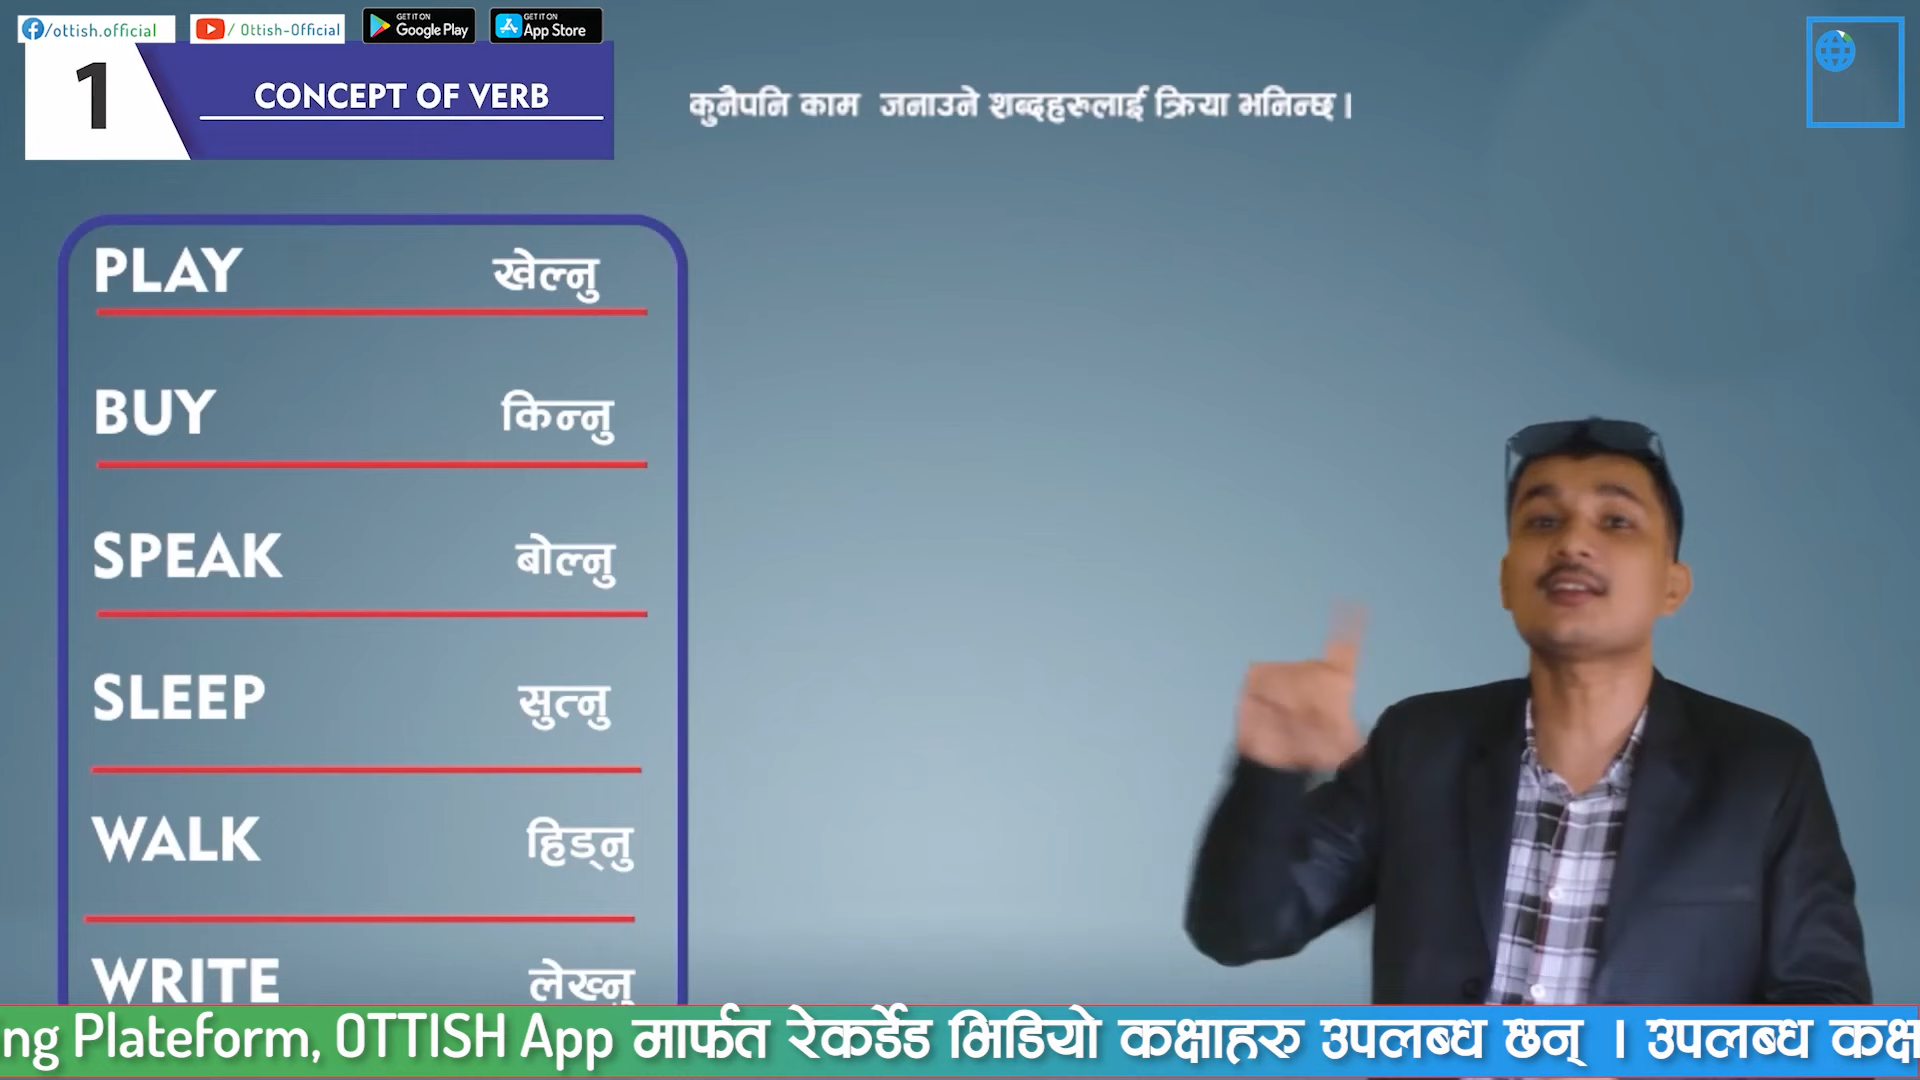 /ottish.official
/ Ottish-Official
GET IT ON
Google Play
GET IT ON
App Store
1
CONCEPT OF VERB
कुनैपनि काम जनाउने शब्दहरुलाई क्रिया भनिन्छ ।
PLAY खेल्नु
BUY किन्नु
SPEAK बोल्नु
SLEEP सुत्नु
WALK हिड्नु
WRITE लेख्नु
ng Plateform, OTTISH App मार्फत रेकर्डेड भिडियो कक्षाहरु उपलब्ध छन् । उपलब्ध कक्ष